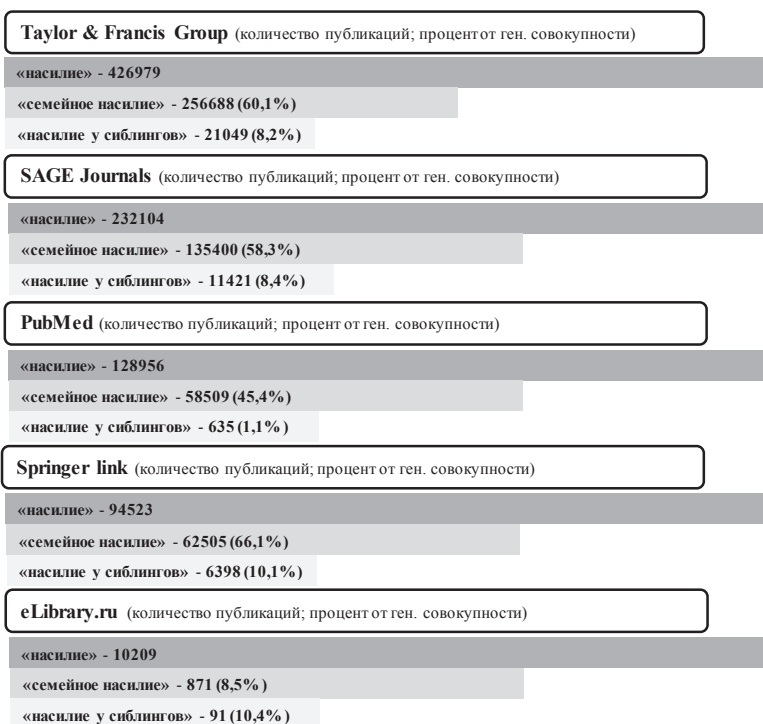 Taylor & Francis Group (количество публикаций; процент от ген. совокупности)
«насилие» - 426979
«семейное насилие» - 256688 (60,1%)
«насилие у сиблингов» - 21049 (8,2%)
SAGE Journals (количество публикаций; процент от ген. совокупности)
«насилие» - 232104
«семейное насилие» - 135400 (58,3%)
«насилие у сиблингов» - 11421 (8,4%)
PubMed (количество публикаций; процент от ген. совокупности)
«насилие» - 128956
«семейное насилие» - 58509 (45,4%)
«насилие у сиблингов» - 635 (1,1%)
Springer link (количество публикаций; процент от ген. совокупности)
«насилие» - 94523
«семейное насилие» - 62505 (66,1%)
«насилие у сиблингов» - 6398 (10,1%)
eLibrary.ru (количество публикаций; процент от ген. совокупности)
«насилие» - 10209
«семейное насилие» - 871 (8,5%)
«насилие у сиблингов» - 91 (10,4%)